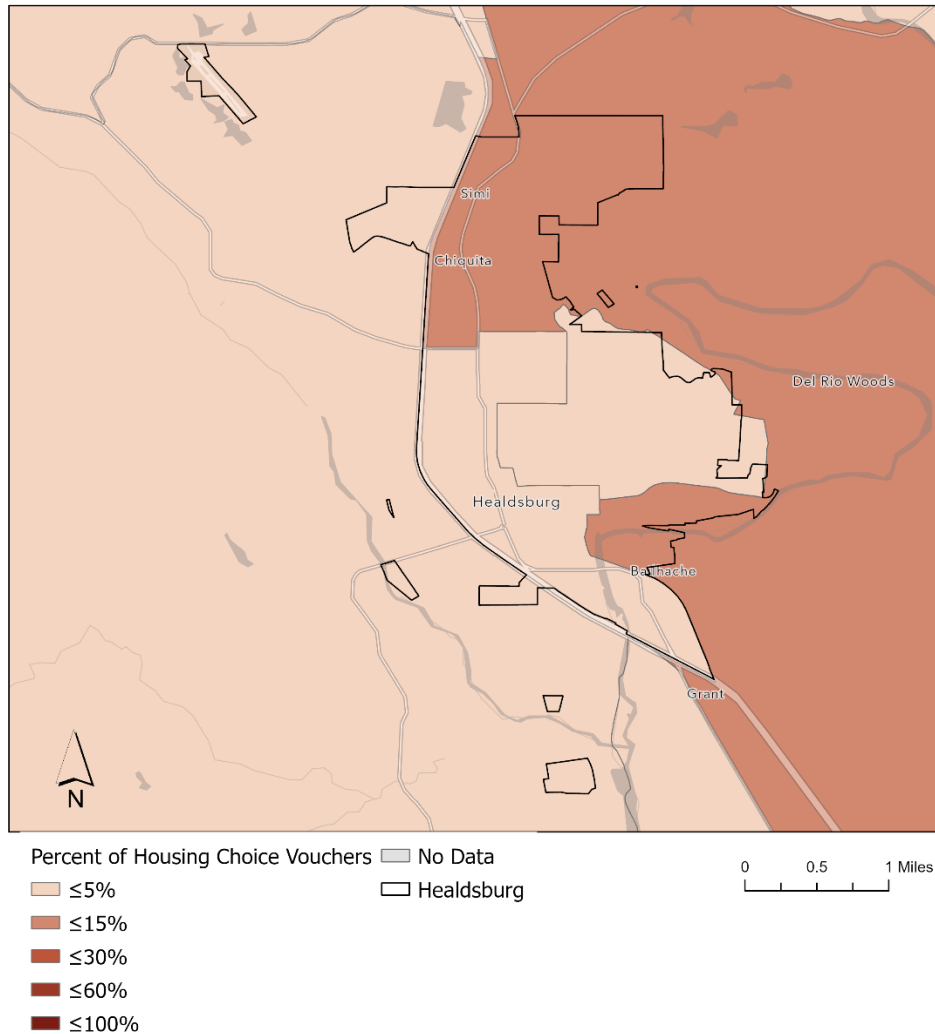 Simi
Chiquita
Del Rio Woods
Healdsburg
Bailhache
Grant
N
Percent of Housing Choice Vouchers
≤5%
≤15%
≤30%
≤60%
≤100%
No Data
Healdsburg
0 0.5 1 Miles